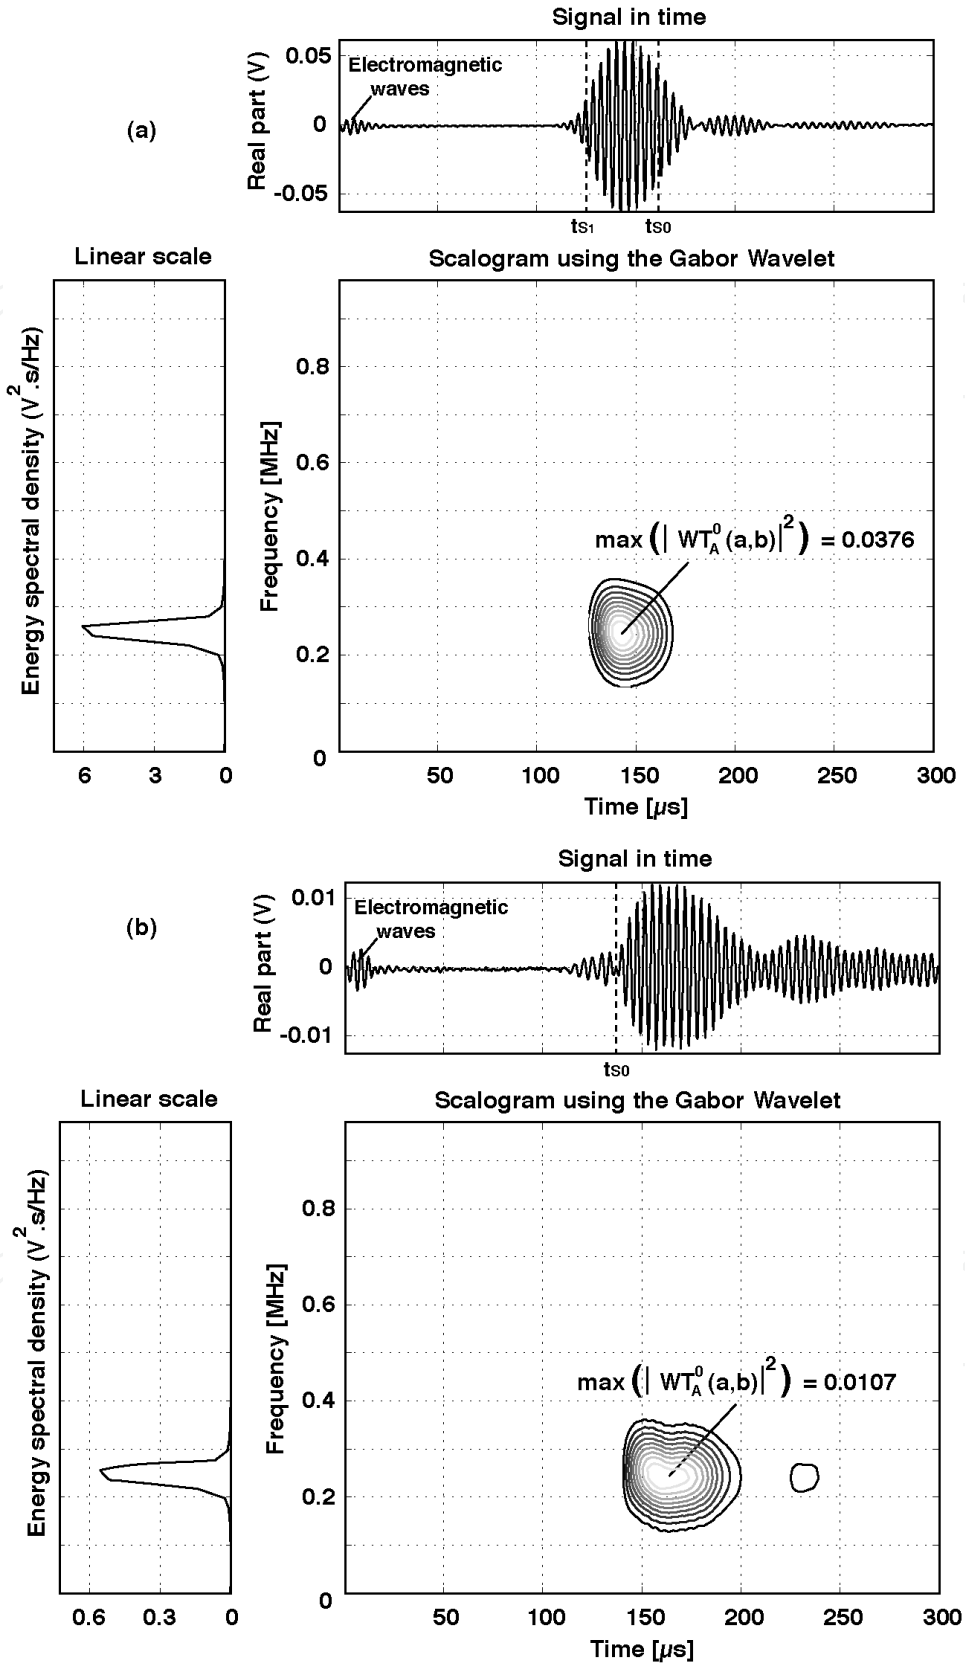 Signal in time
Real part (V)
0.05
0
-0.05
Electromagnetic
waves
(a)
tS1 tS0
Linear scale
Energy spectral density (V².s/Hz)
6 3 0
Scalogram using the Gabor Wavelet
Frequency [MHz]
0.8
0.6
0.4
0.2
0
max (| WT⁰_A (a,b)|²) = 0.0376
50 100 150 200 250 300
Time [µs]
Signal in time
Real part (V)
0.01
0
-0.01
Electromagnetic
waves
(b)
tS0
Linear scale
Energy spectral density (V².s/Hz)
0.6 0.3 0
Scalogram using the Gabor Wavelet
Frequency [MHz]
0.8
0.6
0.4
0.2
0
max (| WT⁰_A (a,b)|²) = 0.0107
50 100 150 200 250 300
Time [µs]